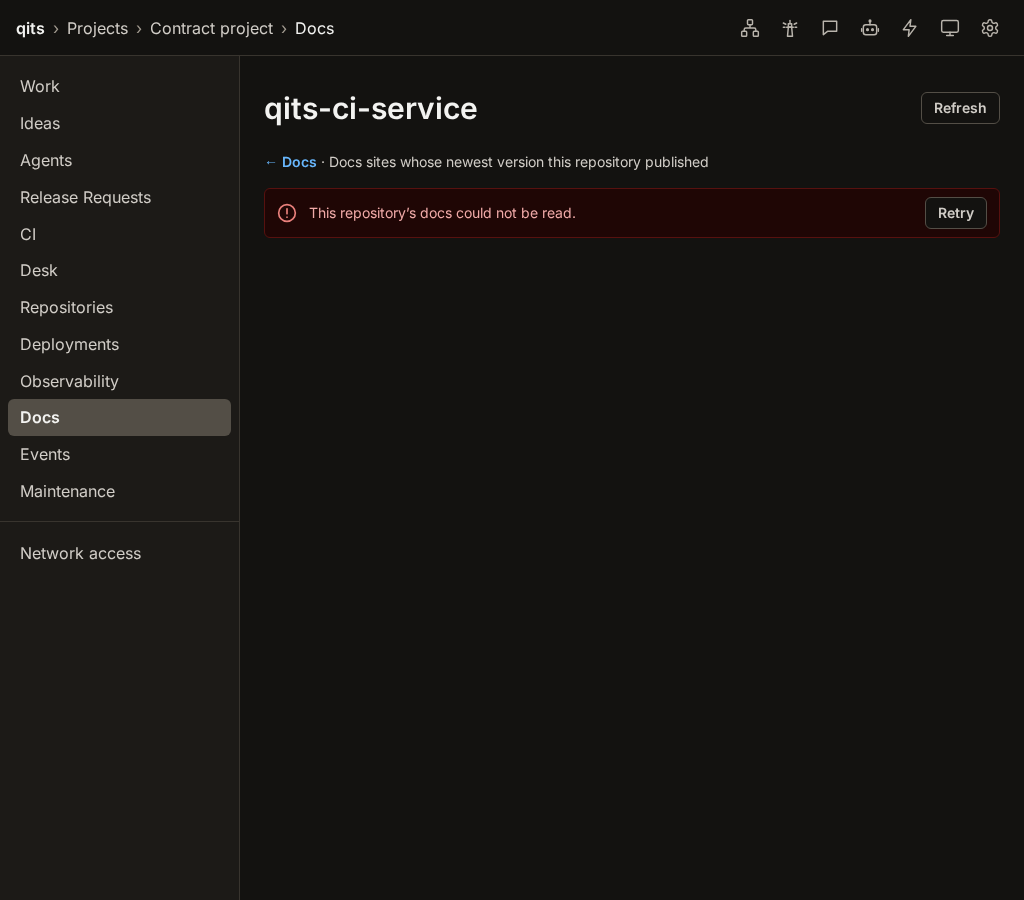 qits › Projects › Contract project › Docs
Work
Ideas
Agents
Release Requests
CI
Desk
Repositories
Deployments
Observability
Docs
Events
Maintenance
Network access
qits-ci-service
Refresh
← Docs · Docs sites whose newest version this repository published
This repository’s docs could not be read.
Retry